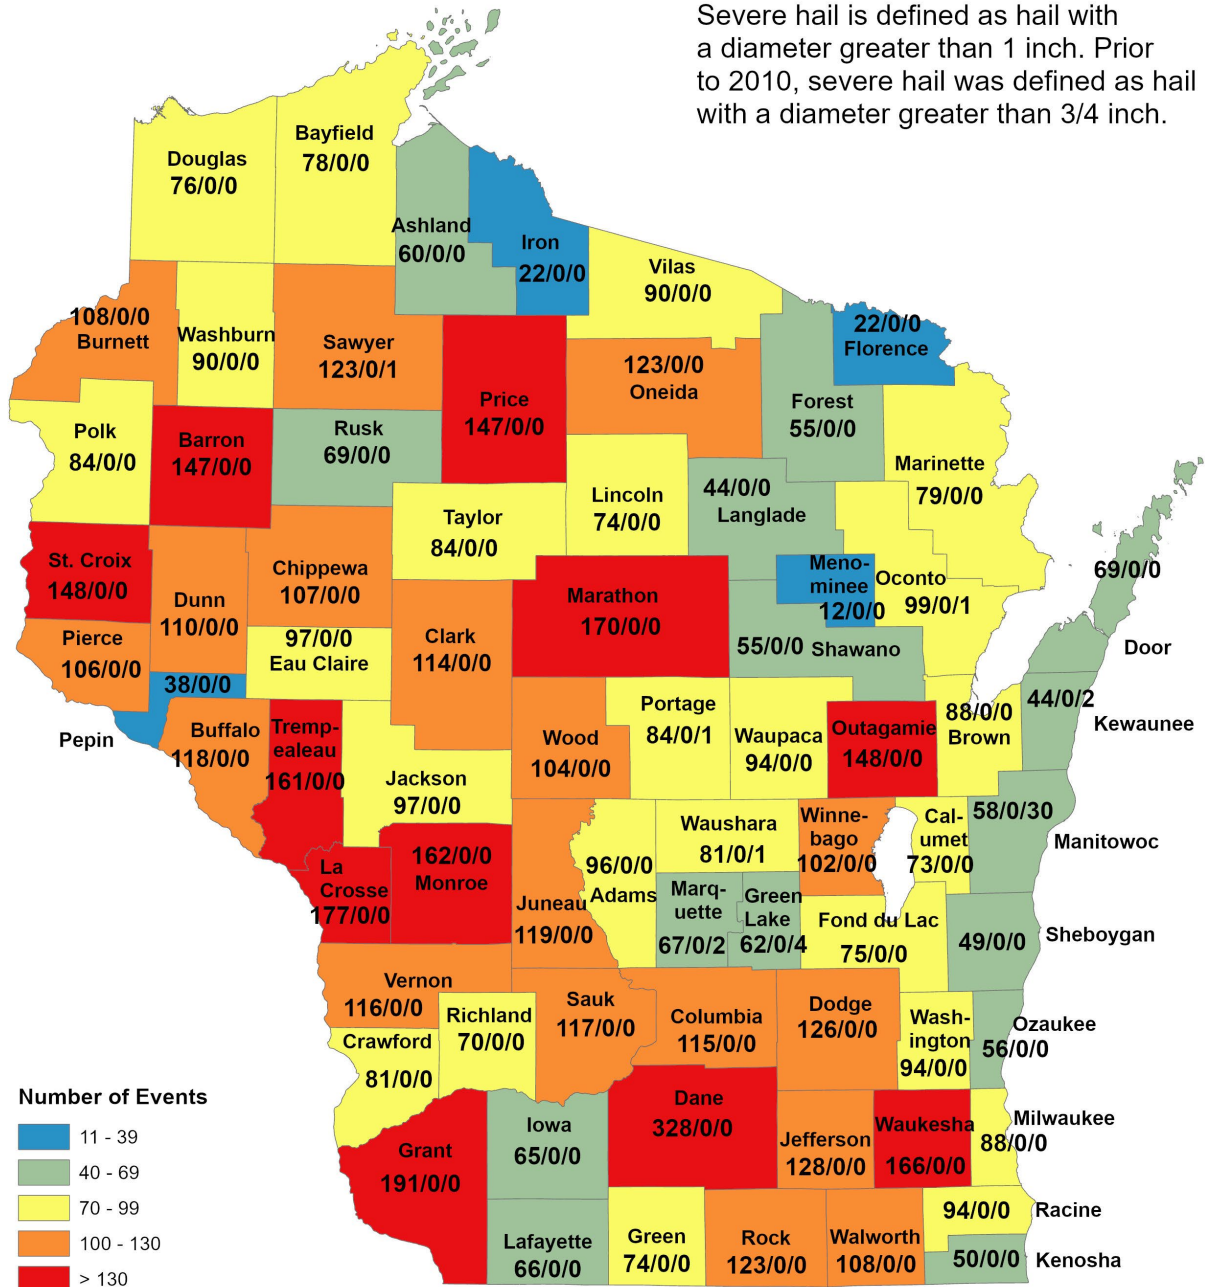 Severe hail is defined as hail with
a diameter greater than 1 inch. Prior
to 2010, severe hail was defined as hail
with a diameter greater than 3/4 inch.
Bayfield
78/0/0
Douglas
76/0/0
Ashland
60/0/0
Iron
22/0/0
Vilas
90/0/0
108/0/0
Burnett
Washburn
90/0/0
Sawyer
123/0/1
Price
147/0/0
123/0/0
Oneida
Forest
55/0/0
22/0/0
Florence
Polk
84/0/0
Barron
147/0/0
Rusk
69/0/0
Taylor
84/0/0
Lincoln
74/0/0
44/0/0
Langlade
Marinette
79/0/0
St. Croix
148/0/0
Dunn
110/0/0
Chippewa
107/0/0
Clark
114/0/0
Marathon
170/0/0
Meno-
minee
12/0/0
Oconto
99/0/1
69/0/0
Door
Pierce
106/0/0
38/0/0
Pepin
97/0/0
Eau Claire
55/0/0 Shawano
Buffalo
118/0/0
Tremp-
ealeau
161/0/0
Jackson
97/0/0
Wood
104/0/0
Portage
84/0/1
Waupaca
94/0/0
Outagamie
148/0/0
88/0/0
Brown
44/0/2
Kewaunee
La
Crosse
177/0/0
162/0/0
Monroe
Juneau
119/0/0
96/0/0
Adams
Waushara
81/0/1
Winne-
bago
102/0/0
Cal-
umet
73/0/0
58/0/30
Manitowoc
Marq-
uette
67/0/2
Green
Lake
62/0/4
Fond du Lac
75/0/0
49/0/0
Sheboygan
Vernon
116/0/0
Crawford
81/0/0
Richland
70/0/0
Sauk
117/0/0
Columbia
115/0/0
Dodge
126/0/0
Wash-
ington
94/0/0
Ozaukee
56/0/0
Grant
191/0/0
Iowa
65/0/0
Dane
328/0/0
Jefferson
128/0/0
Waukesha
166/0/0
Milwaukee
88/0/0
Lafayette
66/0/0
Green
74/0/0
Rock
123/0/0
Walworth
108/0/0
94/0/0
Racine
50/0/0
Kenosha
Number of Events
11 - 39
40 - 69
70 - 99
100 - 130
> 130